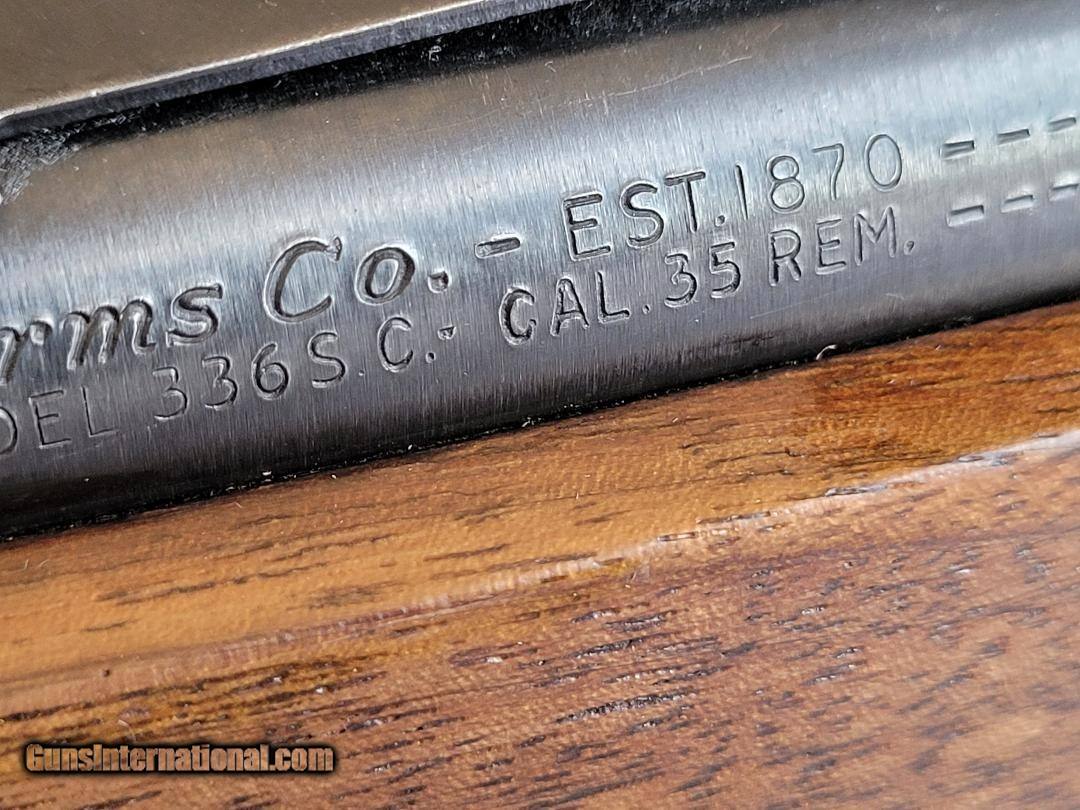 rms Co. - EST. 1870 - - -
DEL 336 S.C. - CAL. 35 REM. - - -
GunsInternational.com